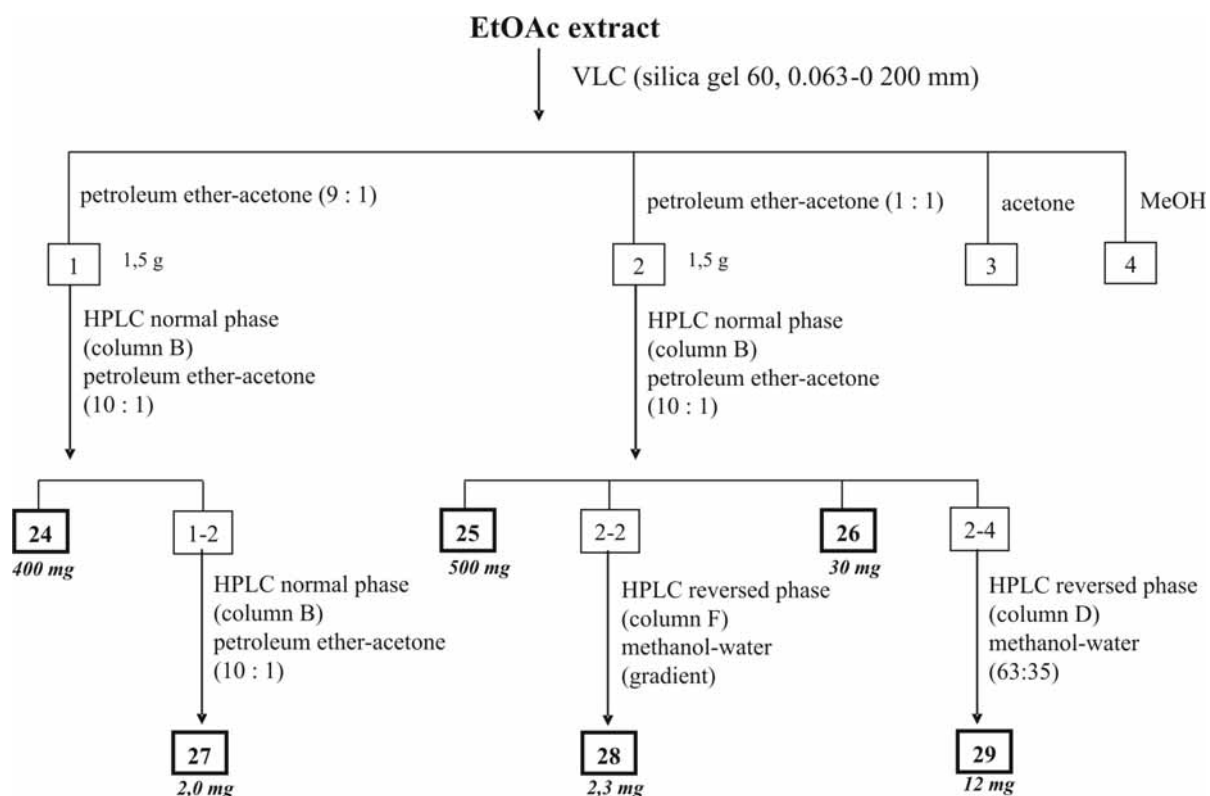 EtOAc extract
VLC (silica gel 60, 0.063-0 200 mm)
petroleum ether-acetone (9 : 1)
petroleum ether-acetone (1 : 1)
acetone
MeOH
1
1,5 g
2
1,5 g
3
4
HPLC normal phase
(column B)
petroleum ether-acetone
(10 : 1)
HPLC normal phase
(column B)
petroleum ether-acetone
(10 : 1)
24
400 mg
1-2
25
500 mg
2-2
26
30 mg
2-4
HPLC normal phase
(column B)
petroleum ether-acetone
(10 : 1)
HPLC reversed phase
(column F)
methanol-water
(gradient)
HPLC reversed phase
(column D)
methanol-water
(63:35)
27
2,0 mg
28
2,3 mg
29
12 mg